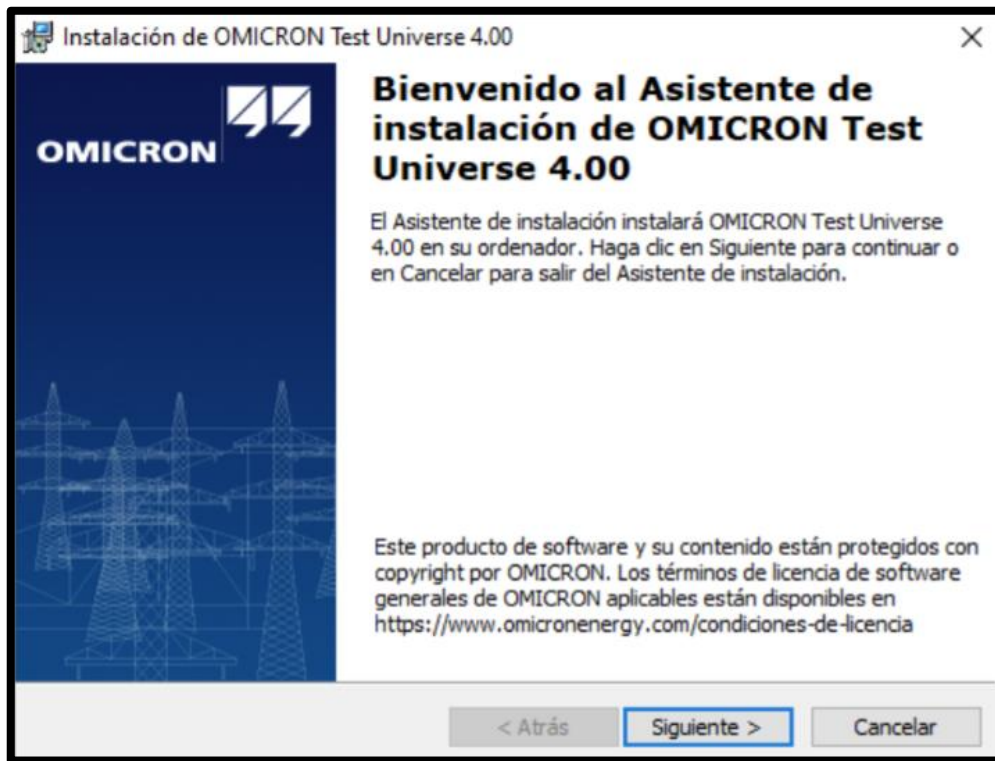 Instalación de OMICRON Test Universe 4.00
OMICRON
Bienvenido al Asistente de
instalación de OMICRON Test
Universe 4.00
El Asistente de instalación instalará OMICRON Test Universe
4.00 en su ordenador. Haga clic en Siguiente para continuar o
en Cancelar para salir del Asistente de instalación.
Este producto de software y su contenido están protegidos con
copyright por OMICRON. Los términos de licencia de software
generales de OMICRON aplicables están disponibles en
https://www.omicronenergy.com/condiciones-de-licencia
< Atrás
Siguiente >
Cancelar